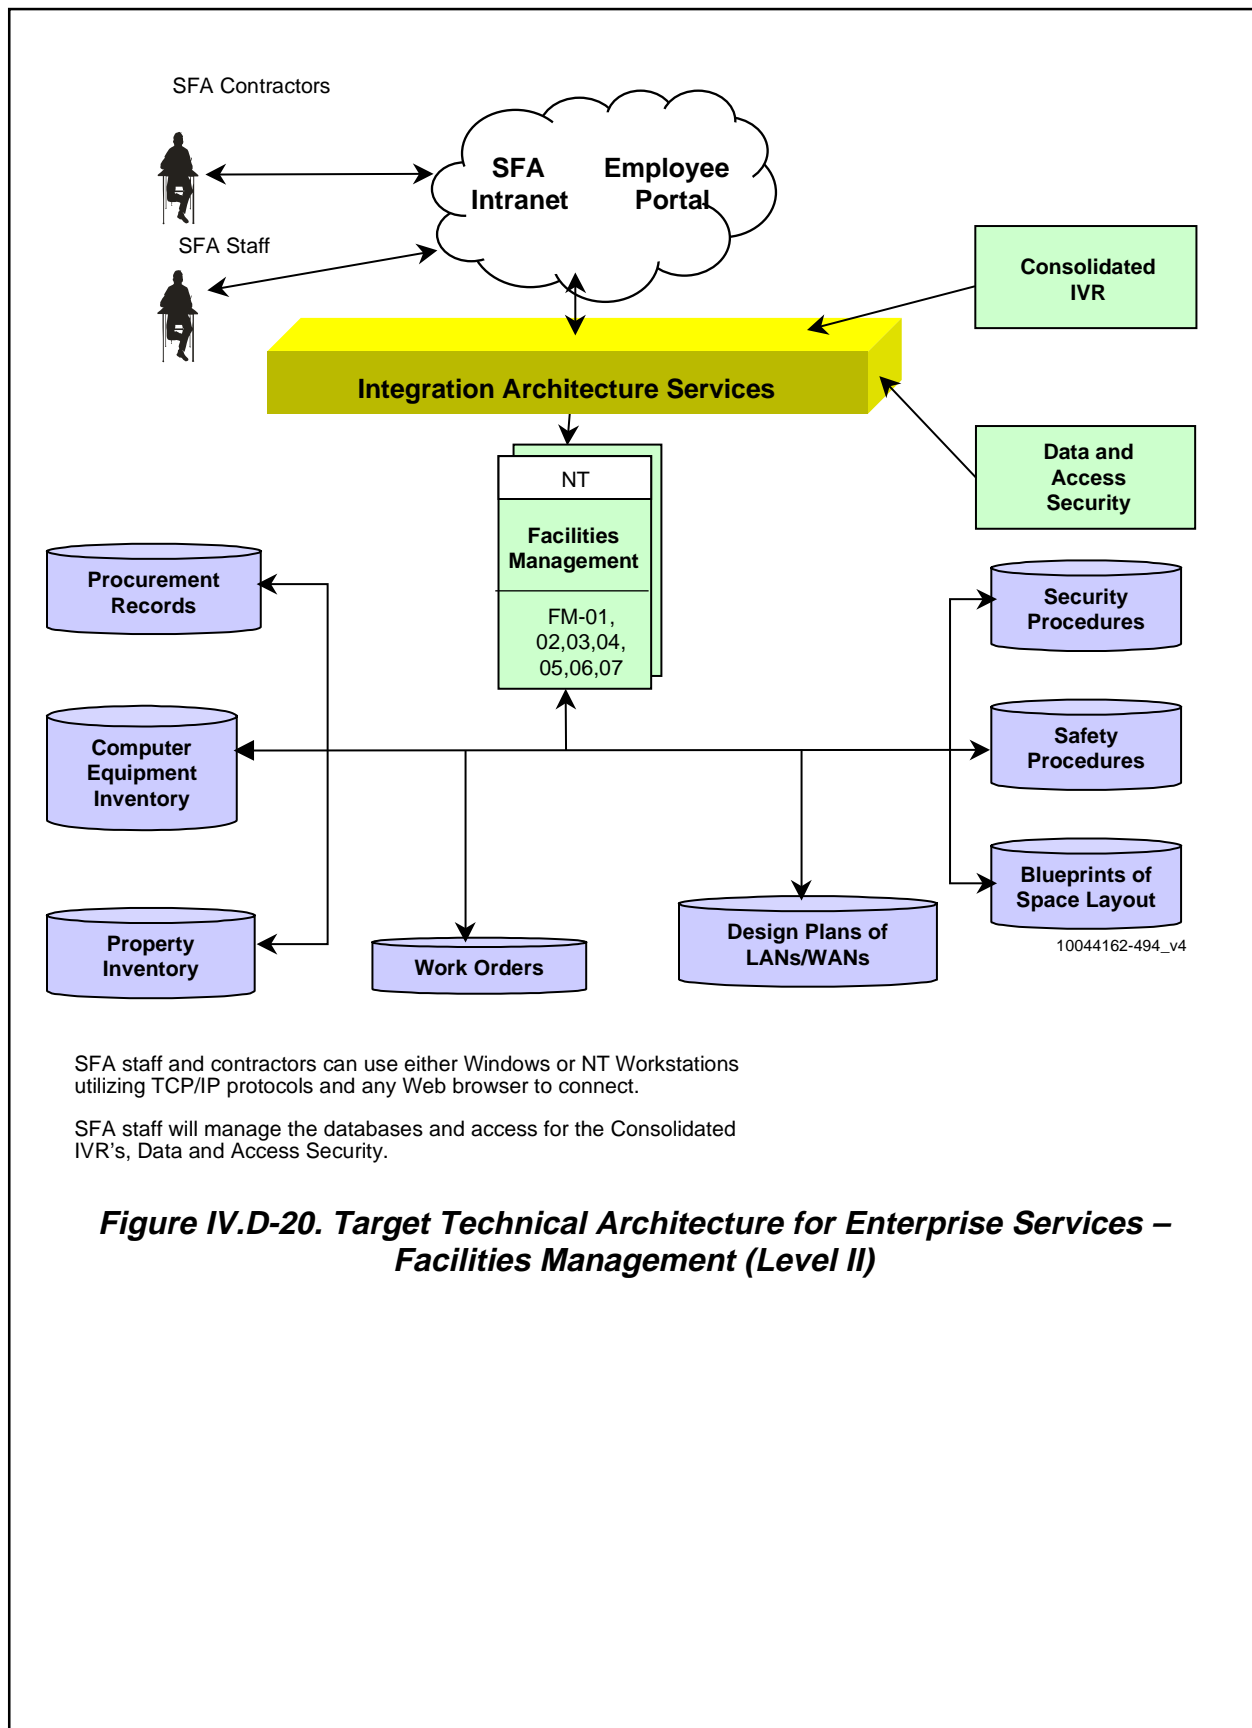 SFA Contractors
SFA
Intranet
Employee
Portal
SFA Staff
Consolidated
IVR
Integration Architecture Services
Data and
Access
Security
NT
Facilities
Management
FM-01,
02,03,04,
05,06,07
Procurement
Records
Security
Procedures
Computer
Equipment
Inventory
Safety
Procedures
Blueprints of
Space Layout
Property
Inventory
Work Orders
Design Plans of
LANs/WANs
10044162-494_v4
SFA staff and contractors can use either Windows or NT Workstations
utilizing TCP/IP protocols and any Web browser to connect.
SFA staff will manage the databases and access for the Consolidated
IVR's, Data and Access Security.
Figure IV.D-20. Target Technical Architecture for Enterprise Services –
Facilities Management (Level II)